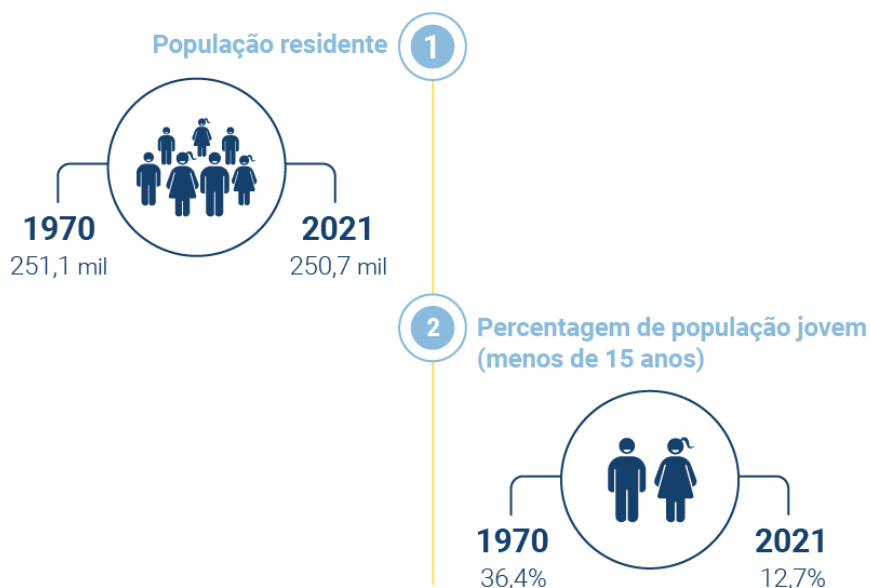 População residente
1
1970
251,1 mil
2021
250,7 mil
2
Percentagem de população jovem
(menos de 15 anos)
1970
36,4%
2021
12,7%